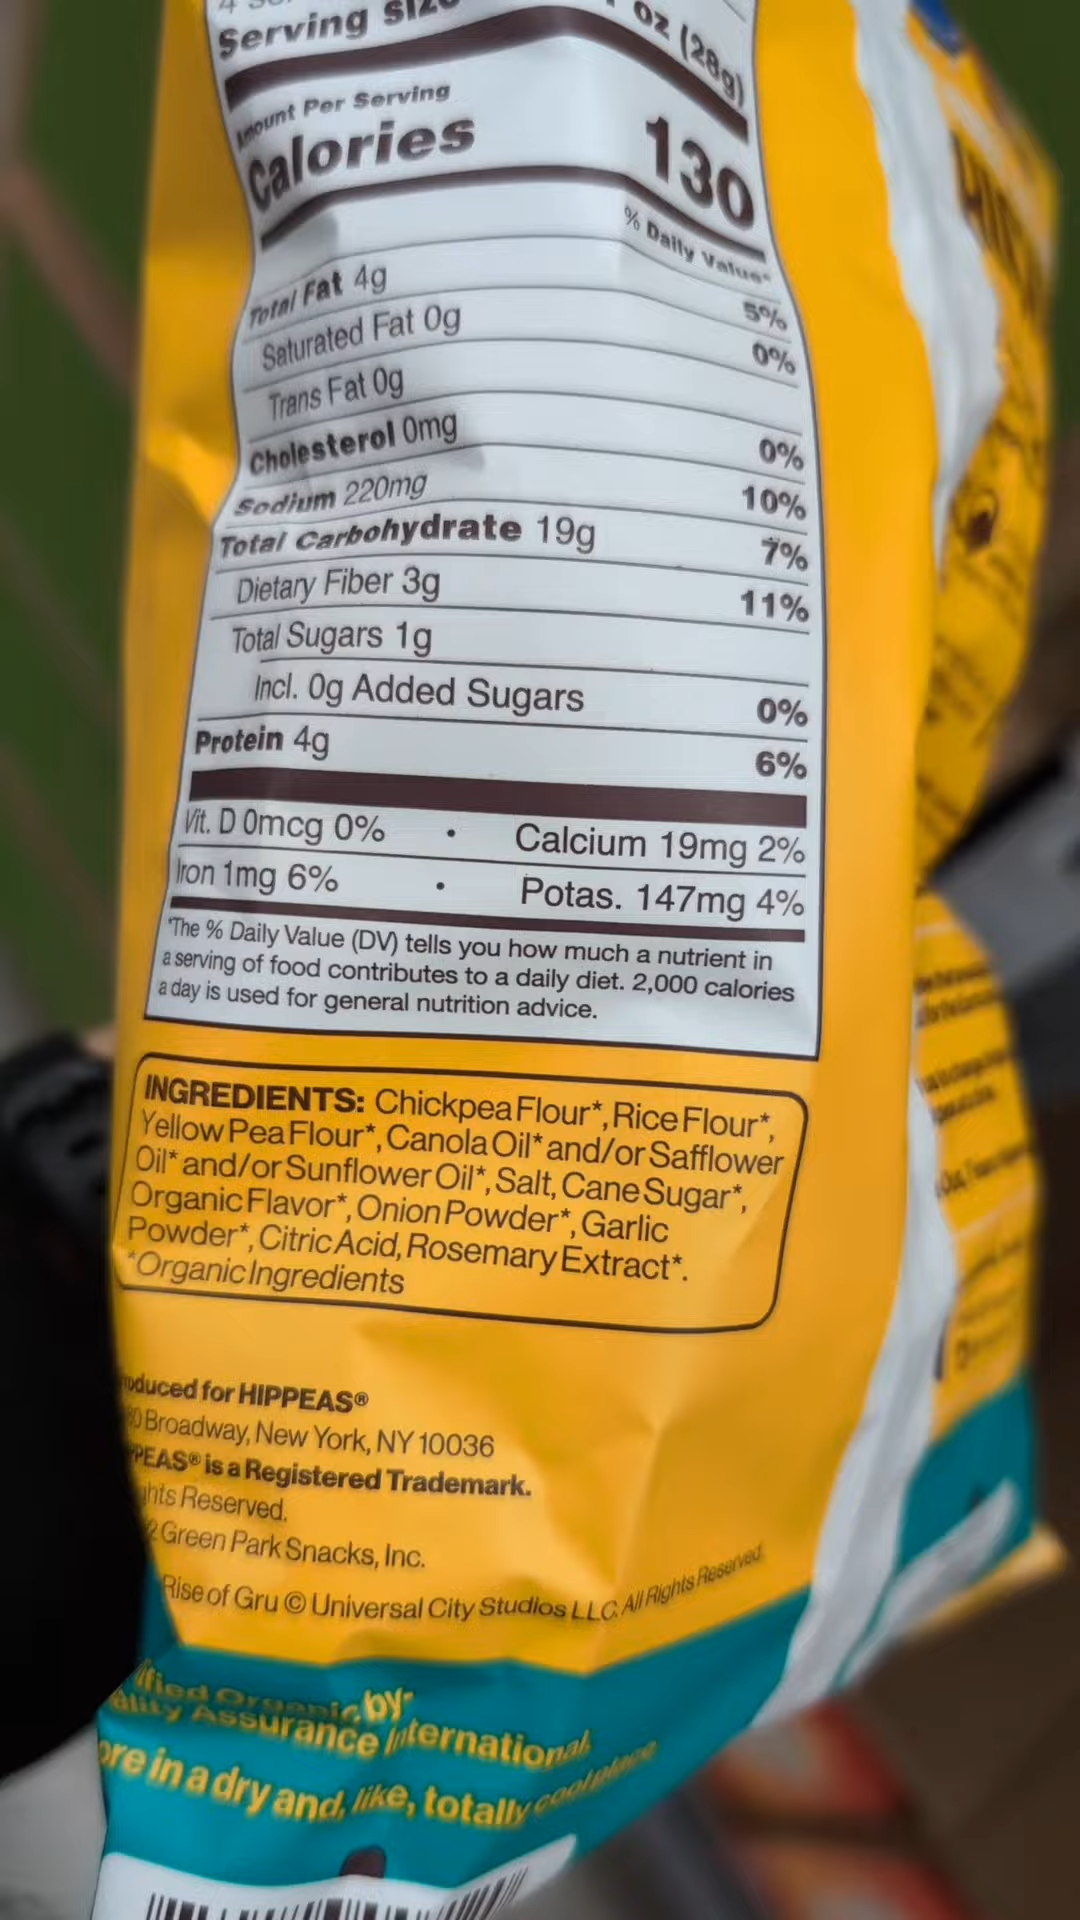 Serving
oz (28g)
Amount Per Serving
Calories 130
% Daily Value*
Total Fat 4g 5%
Saturated Fat 0g 0%
Trans Fat 0g
Cholesterol 0mg 0%
Sodium 220mg 10%
Total Carbohydrate 19g 7%
Dietary Fiber 3g 11%
Total Sugars 1g
Incl. 0g Added Sugars 0%
Protein 4g 6%
Vit. D 0mcg 0% • Calcium 19mg 2%
Iron 1mg 6% • Potas. 147mg 4%
*The % Daily Value (DV) tells you how much a nutrient in
a serving of food contributes to a daily diet. 2,000 calories
a day is used for general nutrition advice.
INGREDIENTS: Chickpea Flour*, Rice Flour*,
Yellow Pea Flour*, Canola Oil* and/or Safflower
Oil* and/or Sunflower Oil*, Salt, Cane Sugar*,
Organic Flavor*, Onion Powder*, Garlic
Powder*, Citric Acid, Rosemary Extract*.
*Organic Ingredients
for HIPPEAS®
Broadway, New York, NY 10036
PEAS® is a Registered Trademark.
Reserved.
Green Park Snacks, Inc.
Rise of Gru © Universal City Studios LLC. All Rights Reserved.
Organic by-
Assurance International.
in a dry and, like, totally cool place